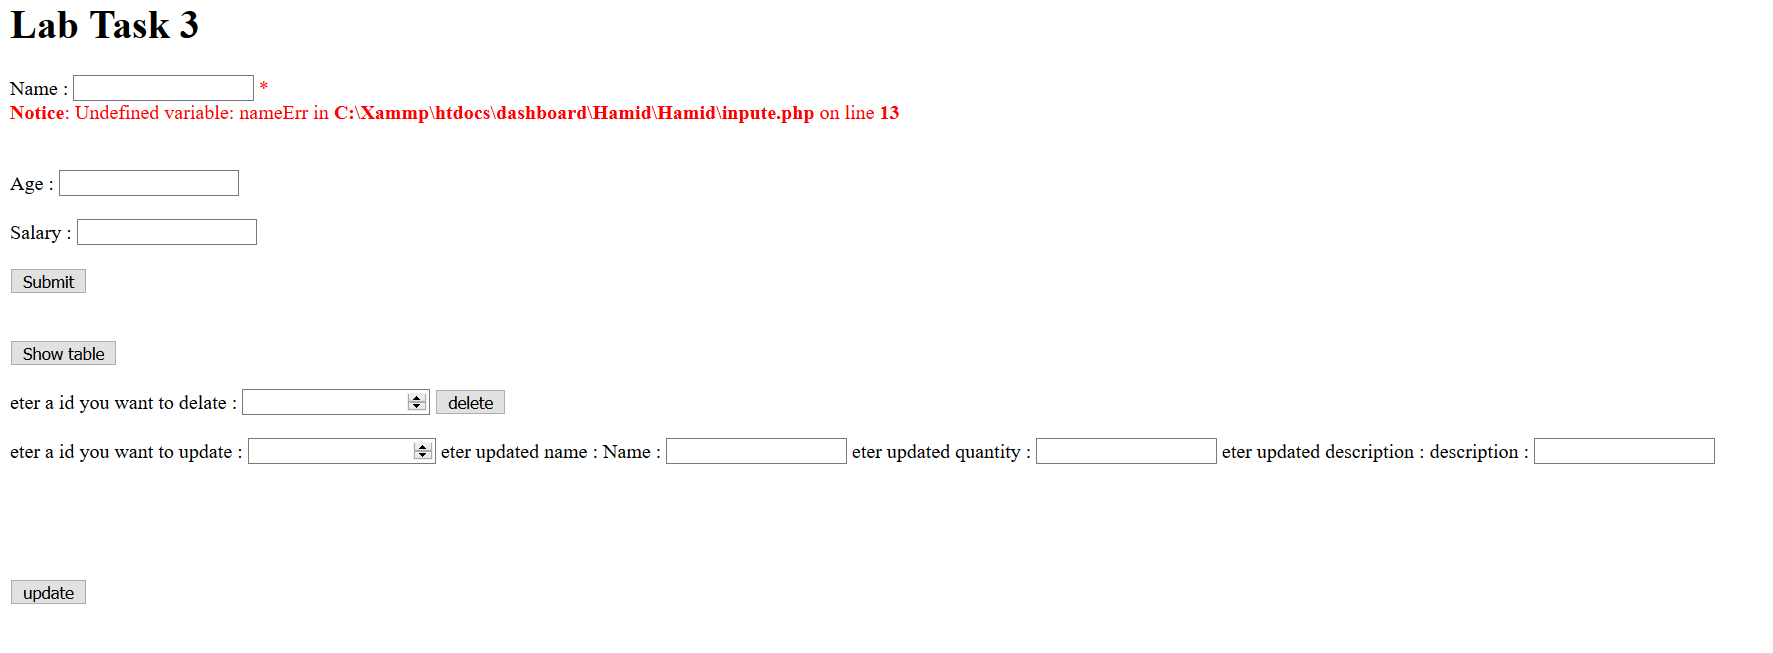 Lab Task 3
Name : *
Notice: Undefined variable: nameErr in C:\Xammp\htdocs\dashboard\Hamid\Hamid\inpute.php on line 13
Age :
Salary :
Submit
Show table
eter a id you want to delate : delete
eter a id you want to update : eter updated name : Name : eter updated quantity : eter updated description : description :
update